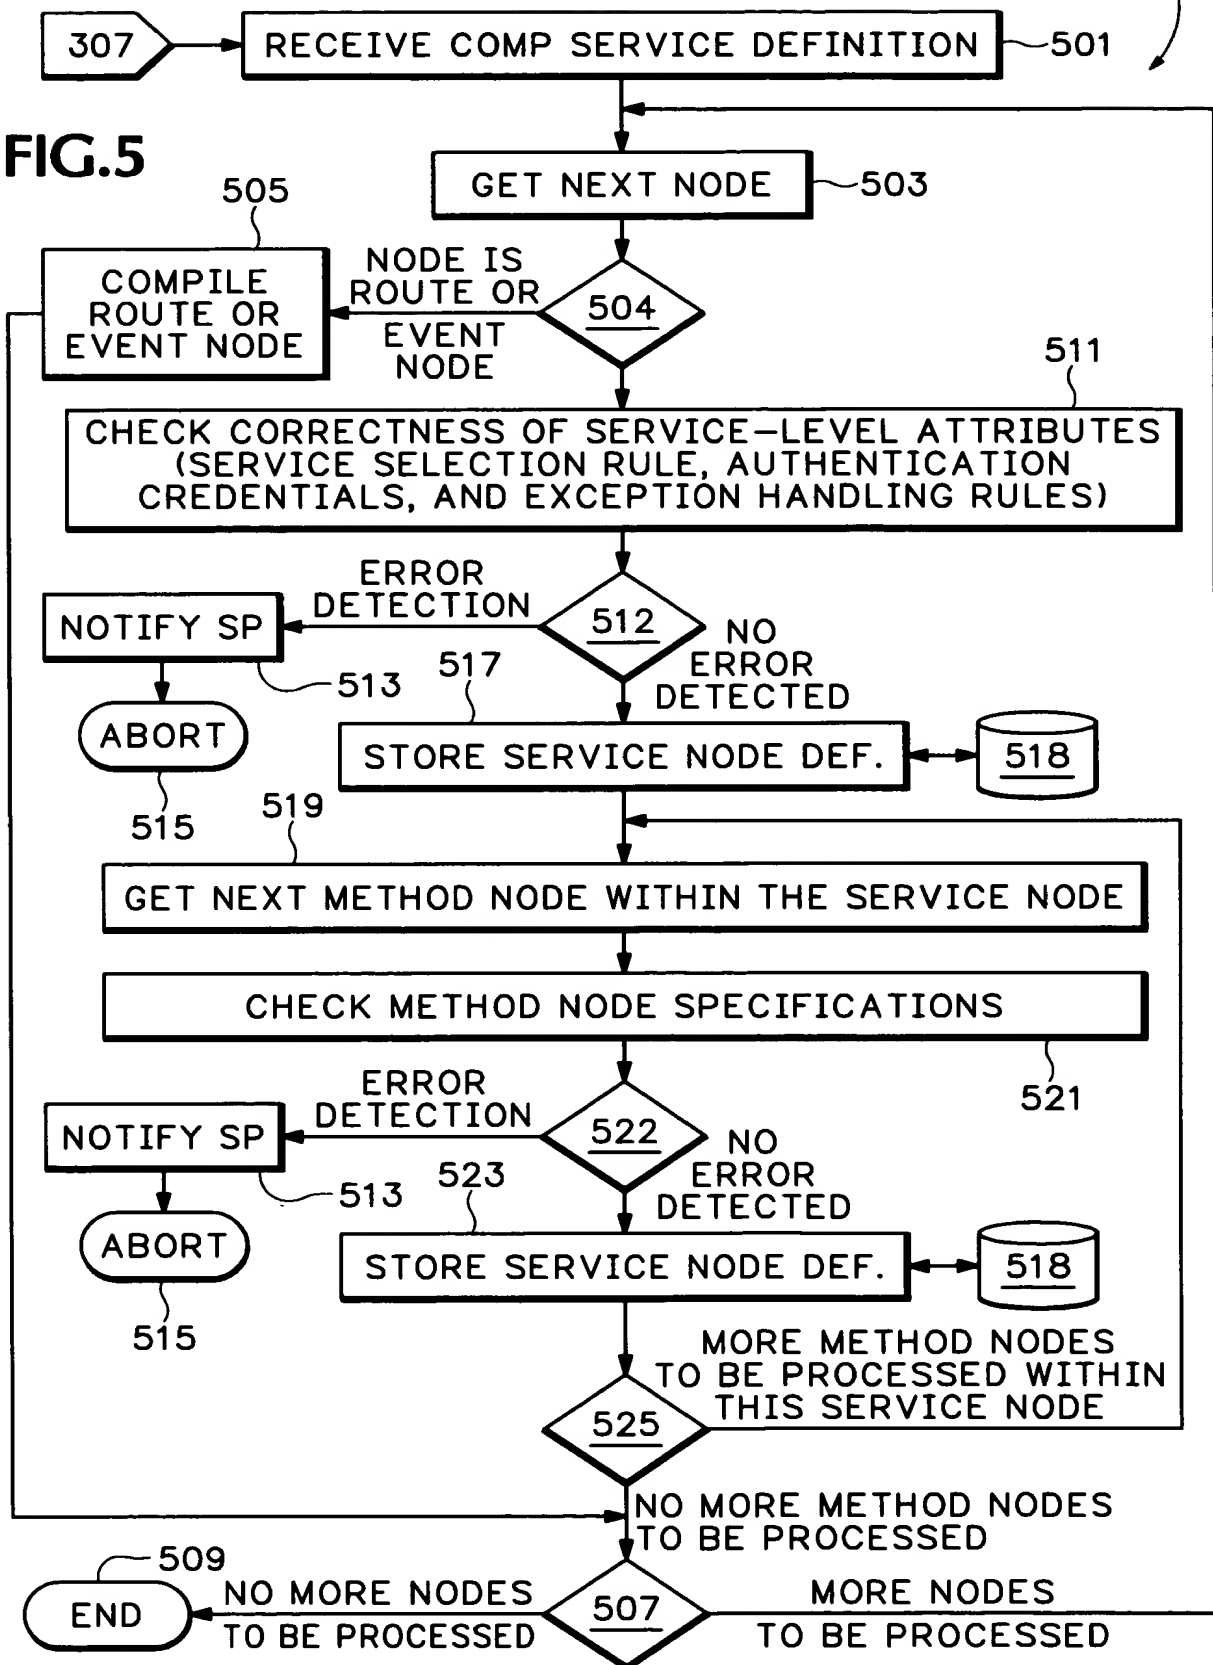 307
RECEIVE COMP SERVICE DEFINITION
501
FIG.5
GET NEXT NODE
503
505
COMPILE
ROUTE OR
EVENT NODE
NODE IS
ROUTE OR
EVENT
NODE
504
511
CHECK CORRECTNESS OF SERVICE-LEVEL ATTRIBUTES
(SERVICE SELECTION RULE, AUTHENTICATION
CREDENTIALS, AND EXCEPTION HANDLING RULES)
ERROR
DETECTION
512
NOTIFY SP
513
NO
ERROR
DETECTED
ABORT
515
517
STORE SERVICE NODE DEF.
518
519
GET NEXT METHOD NODE WITHIN THE SERVICE NODE
CHECK METHOD NODE SPECIFICATIONS
521
ERROR
DETECTION
522
NOTIFY SP
513
NO
ERROR
DETECTED
ABORT
515
523
STORE SERVICE NODE DEF.
518
MORE METHOD NODES
TO BE PROCESSED WITHIN
THIS SERVICE NODE
525
NO MORE METHOD NODES
TO BE PROCESSED
509
END
NO MORE NODES
TO BE PROCESSED
507
MORE NODES
TO BE PROCESSED